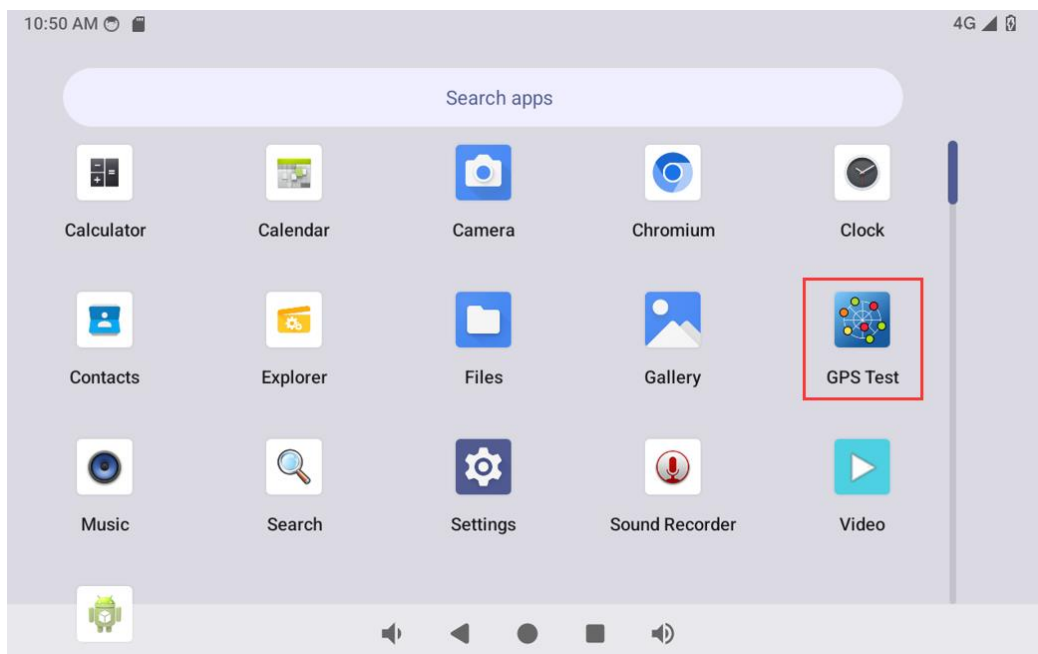 10:50 AM
4G
Search apps
Calculator Calendar Camera Chromium Clock
Contacts Explorer Files Gallery GPS Test
Music Search Settings Sound Recorder Video